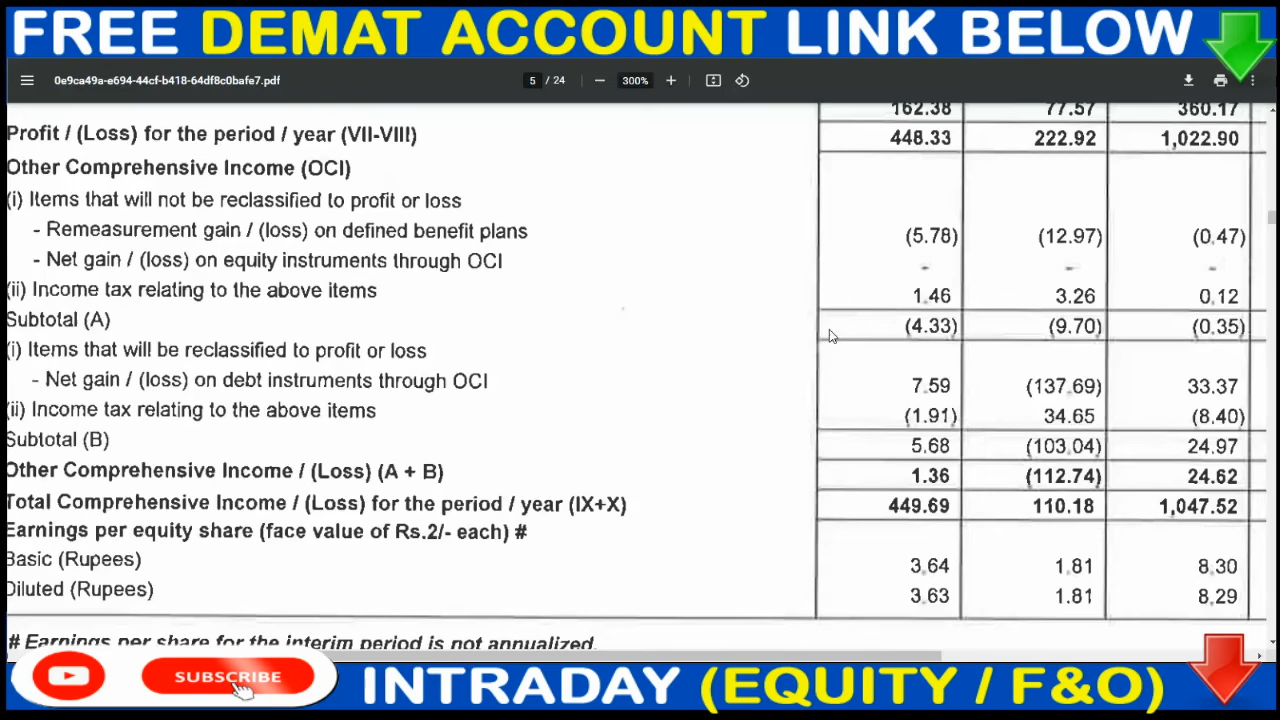 FREE DEMAT ACCOUNT LINK BELOW
0e9ca49a-e694-44cf-b418-64df8c0bafe7.pdf 5 / 24 300%
162.38 77.57 360.17
Profit / (Loss) for the period / year (VII-VIII) 448.33 222.92 1,022.90
Other Comprehensive Income (OCI)
(i) Items that will not be reclassified to profit or loss
- Remeasurement gain / (loss) on defined benefit plans (5.78) (12.97) (0.47)
- Net gain / (loss) on equity instruments through OCI - - -
(ii) Income tax relating to the above items 1.46 3.26 0.12
Subtotal (A) (4.33) (9.70) (0.35)
(i) Items that will be reclassified to profit or loss
- Net gain / (loss) on debt instruments through OCI 7.59 (137.69) 33.37
(ii) Income tax relating to the above items (1.91) 34.65 (8.40)
Subtotal (B) 5.68 (103.04) 24.97
Other Comprehensive Income / (Loss) (A + B) 1.36 (112.74) 24.62
Total Comprehensive Income / (Loss) for the period / year (IX+X) 449.69 110.18 1,047.52
Earnings per equity share (face value of Rs.2/- each) #
Basic (Rupees) 3.64 1.81 8.30
Diluted (Rupees) 3.63 1.81 8.29
# Earnings per share for the interim period is not annualized.
SUBSCRIBE
INTRADAY (EQUITY / F&O)